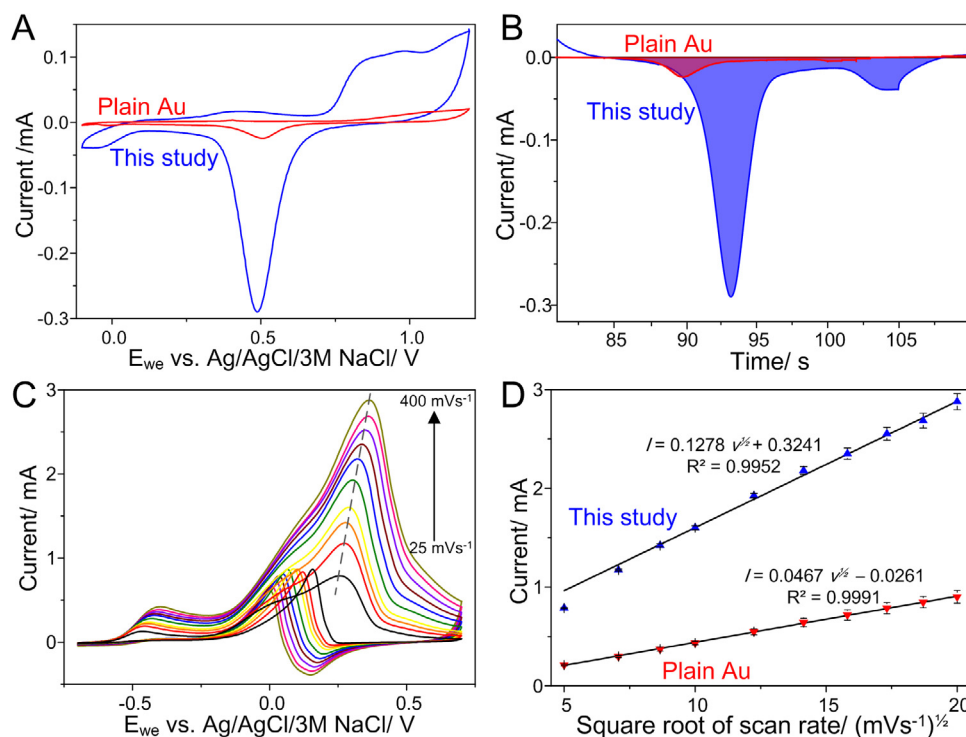 A
0.1
0.0
-0.1
-0.2
-0.3
Current /mA
Plain Au
This study
0.0
0.5
1.0
Ewe vs. Ag/AgCl/3M NaCl/ V
B
0.0
-0.1
-0.2
-0.3
Current/ mA
Plain Au
This study
85
90
95
100
105
Time/ s
C
3
2
1
0
Current/ mA
400 mVs⁻¹
25 mVs⁻¹
-0.5
0.0
0.5
Ewe vs. Ag/AgCl/3M NaCl/ V
D
3
2
1
0
Current/ mA
I = 0.1278 v^½ + 0.3241
R² = 0.9952
This study
I = 0.0467 v^½ – 0.0261
R² = 0.9991
Plain Au
5
10
15
20
Square root of scan rate/ (mVs⁻¹)^½